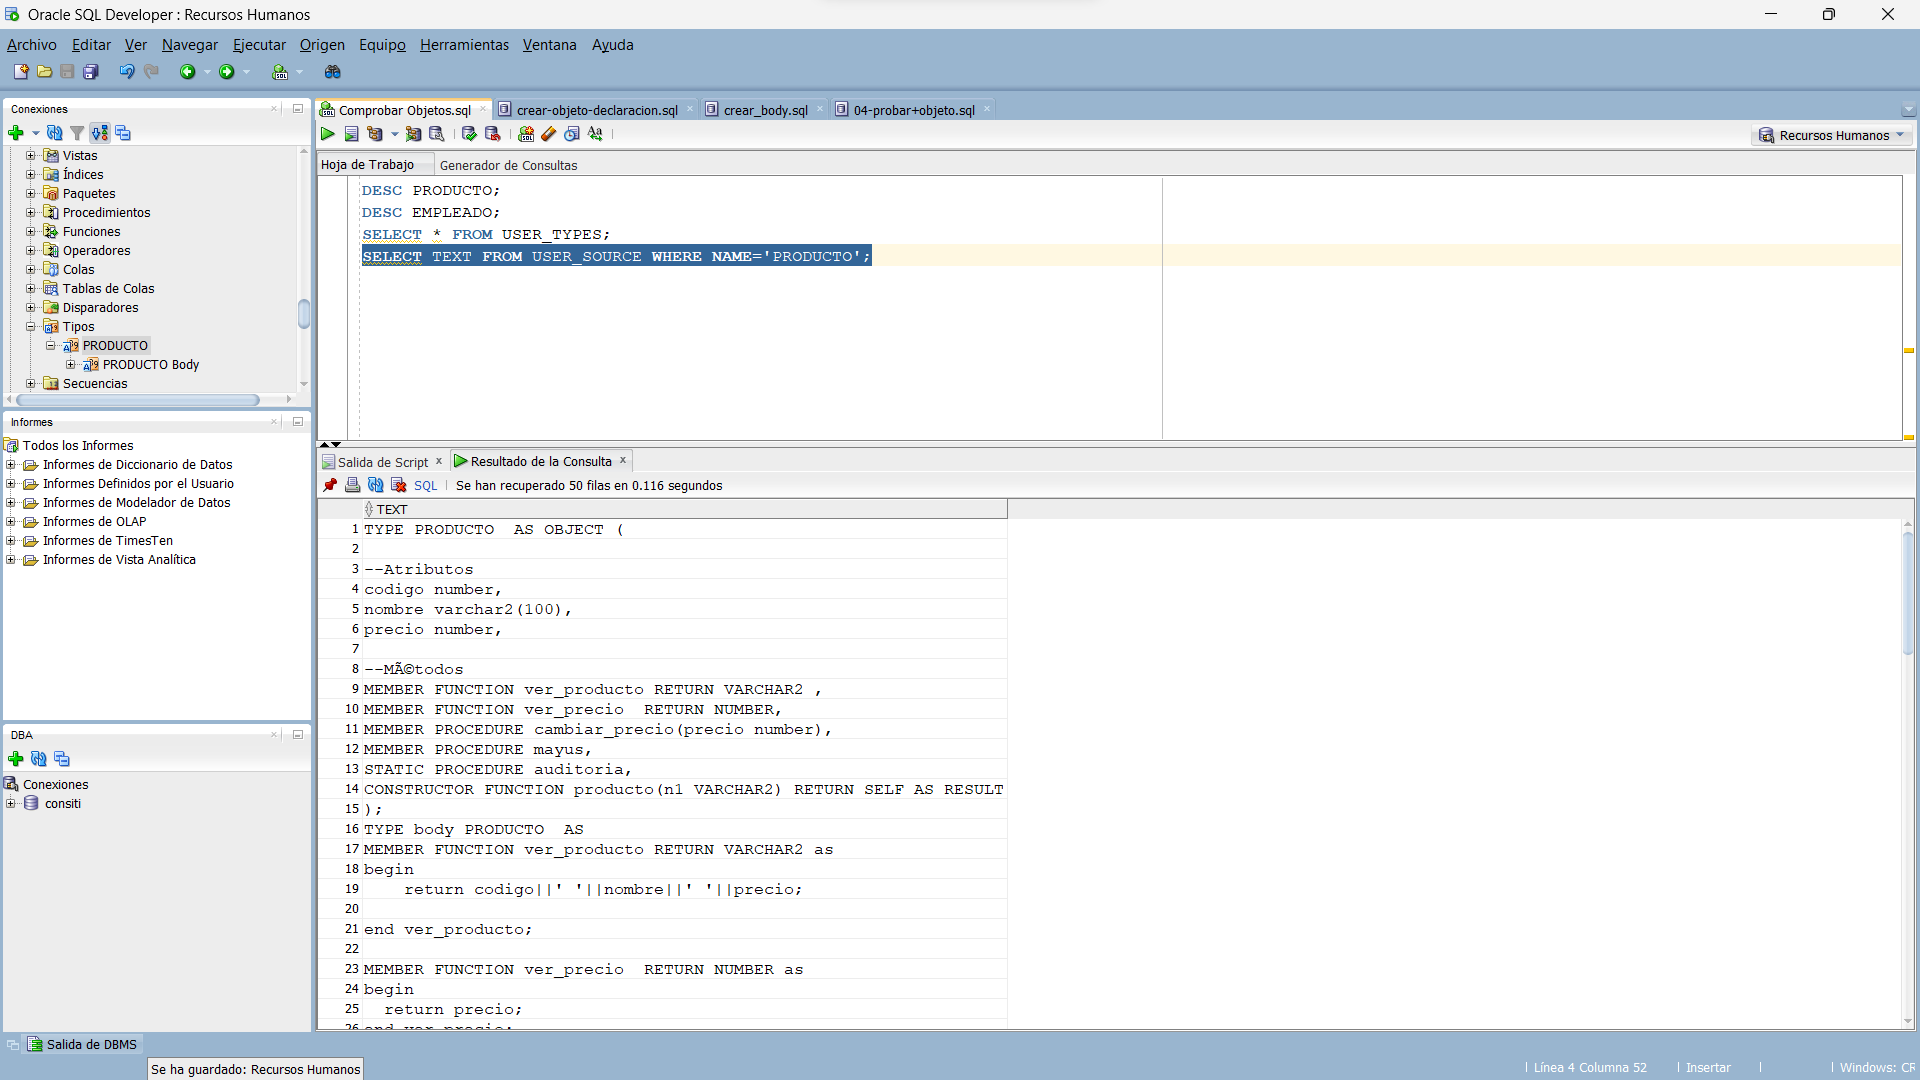 Oracle SQL Developer : Recursos Humanos
Archivo Editar Ver Navegar Ejecutar Origen Equipo Herramientas Ventana Ayuda
Conexiones
Vistas
Índices
Paquetes
Procedimientos
Funciones
Operadores
Colas
Tablas de Colas
Disparadores
Tipos
PRODUCTO
PRODUCTO Body
Secuencias
Informes
Todos los Informes
Informes de Diccionario de Datos
Informes Definidos por el Usuario
Informes de Modelador de Datos
Informes de OLAP
Informes de TimesTen
Informes de Vista Analítica
DBA
Conexiones
consiti
Comprobar Objetos.sql crear-objeto-declaracion.sql crear_body.sql 04-probar+objeto.sql
Recursos Humanos
Hoja de Trabajo Generador de Consultas
DESC PRODUCTO;
DESC EMPLEADO;
SELECT * FROM USER_TYPES;
SELECT TEXT FROM USER_SOURCE WHERE NAME='PRODUCTO';
Salida de Script Resultado de la Consulta
SQL Se han recuperado 50 filas en 0.116 segundos
TEXT
1 TYPE PRODUCTO  AS OBJECT (
2
3 --Atributos
4 codigo number,
5 nombre varchar2(100),
6 precio number,
7
8 --MÃ©todos
9 MEMBER FUNCTION ver_producto RETURN VARCHAR2 ,
10 MEMBER FUNCTION ver_precio  RETURN NUMBER,
11 MEMBER PROCEDURE cambiar_precio(precio number),
12 MEMBER PROCEDURE mayus,
13 STATIC PROCEDURE auditoria,
14 CONSTRUCTOR FUNCTION producto(n1 VARCHAR2) RETURN SELF AS RESULT
15 );
16 TYPE body PRODUCTO  AS
17 MEMBER FUNCTION ver_producto RETURN VARCHAR2 as
18 begin
19     return codigo||' '||nombre||' '||precio;
20
21 end ver_producto;
22
23 MEMBER FUNCTION ver_precio  RETURN NUMBER as
24 begin
25   return precio;
26 end ver_precio;
Salida de DBMS
Se ha guardado: Recursos Humanos
Línea 4 Columna 52 Insertar Windows: CR